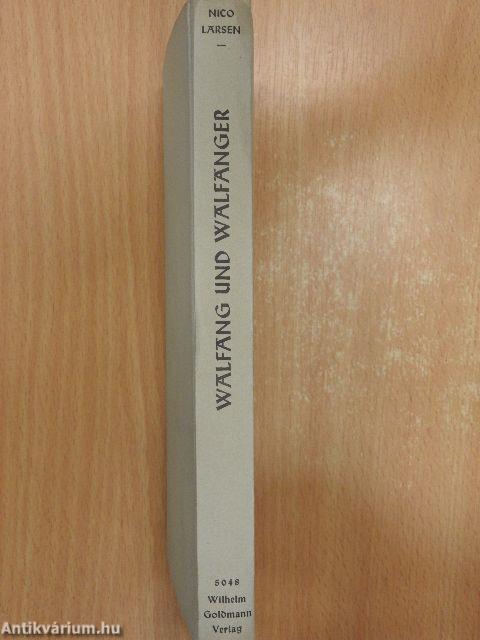 NICO
LARSEN
—
WALFANG UND WALFÄNGER
5048
Wilhelm
Goldmann
Verlag
Antikvárium.hu